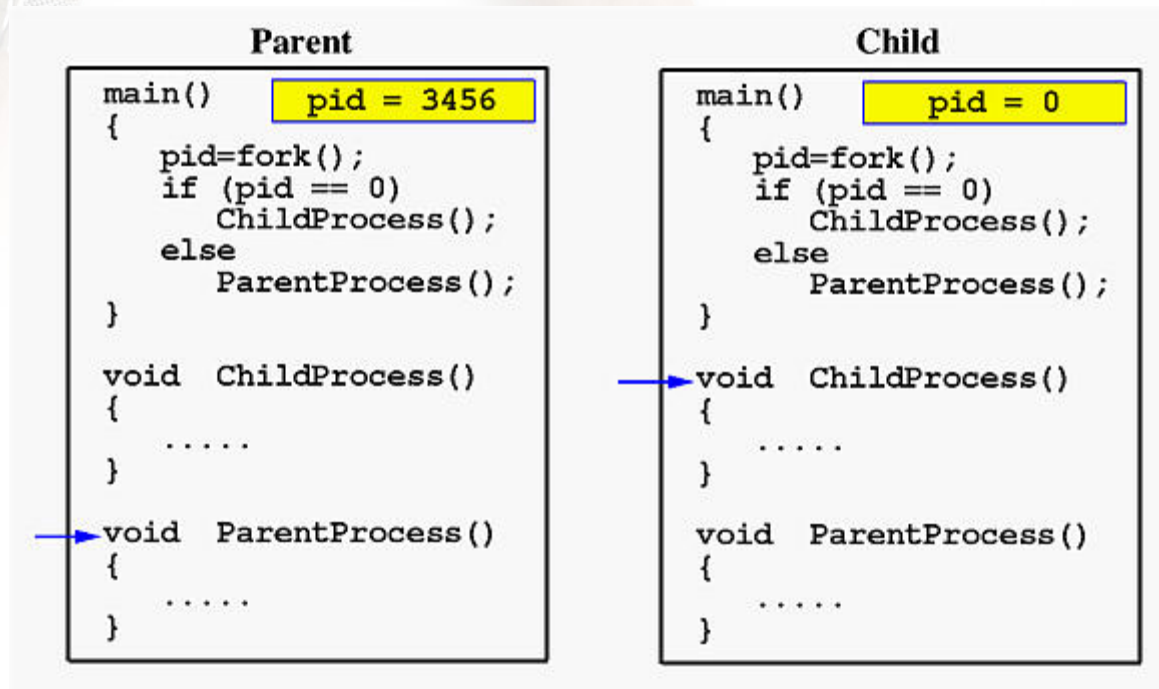 Parent
main()
pid = 3456
{
pid=fork();
if (pid == 0)
ChildProcess();
else
ParentProcess();
}
void ChildProcess()
{
.....
}
void ParentProcess()
{
.....
}
Child
main()
pid = 0
{
pid=fork();
if (pid == 0)
ChildProcess();
else
ParentProcess();
}
void ChildProcess()
{
.....
}
void ParentProcess()
{
.....
}